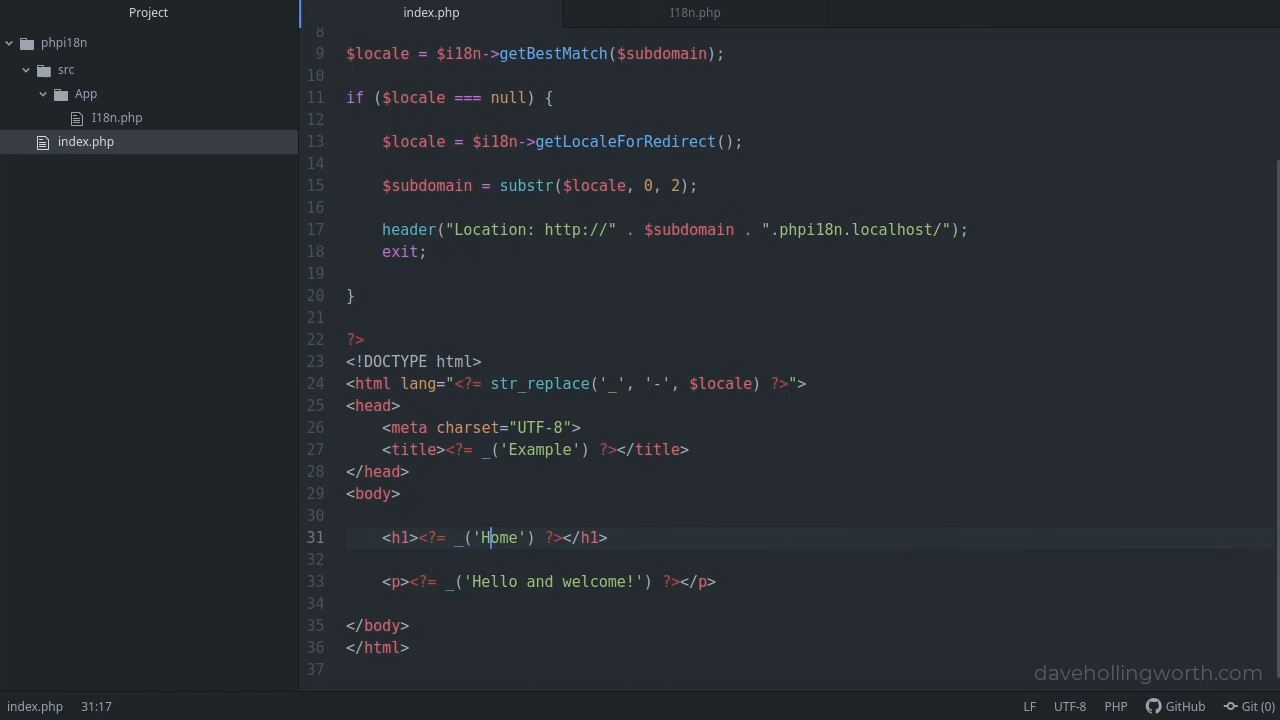 Project
index.php
I18n.php
phpi18n
src
App
I18n.php
index.php
8
9 $locale = $i18n->getBestMatch($subdomain);
10
11 if ($locale === null) {
12
13 $locale = $i18n->getLocaleForRedirect();
14
15 $subdomain = substr($locale, 0, 2);
16
17 header("Location: http://" . $subdomain . ".phpi18n.localhost/");
18 exit;
19
20 }
21
22 ?>
23 <!DOCTYPE html>
24 <html lang="<?= str_replace('_', '-', $locale) ?>">
25 <head>
26 <meta charset="UTF-8">
27 <title><?= _('Example') ?></title>
28 </head>
29 <body>
30
31 <h1><?= _('Home') ?></h1>
32
33 <p><?= _('Hello and welcome!') ?></p>
34
35 </body>
36 </html>
37
davehollingworth.com
index.php 31:17 LF UTF-8 PHP GitHub Git (0)